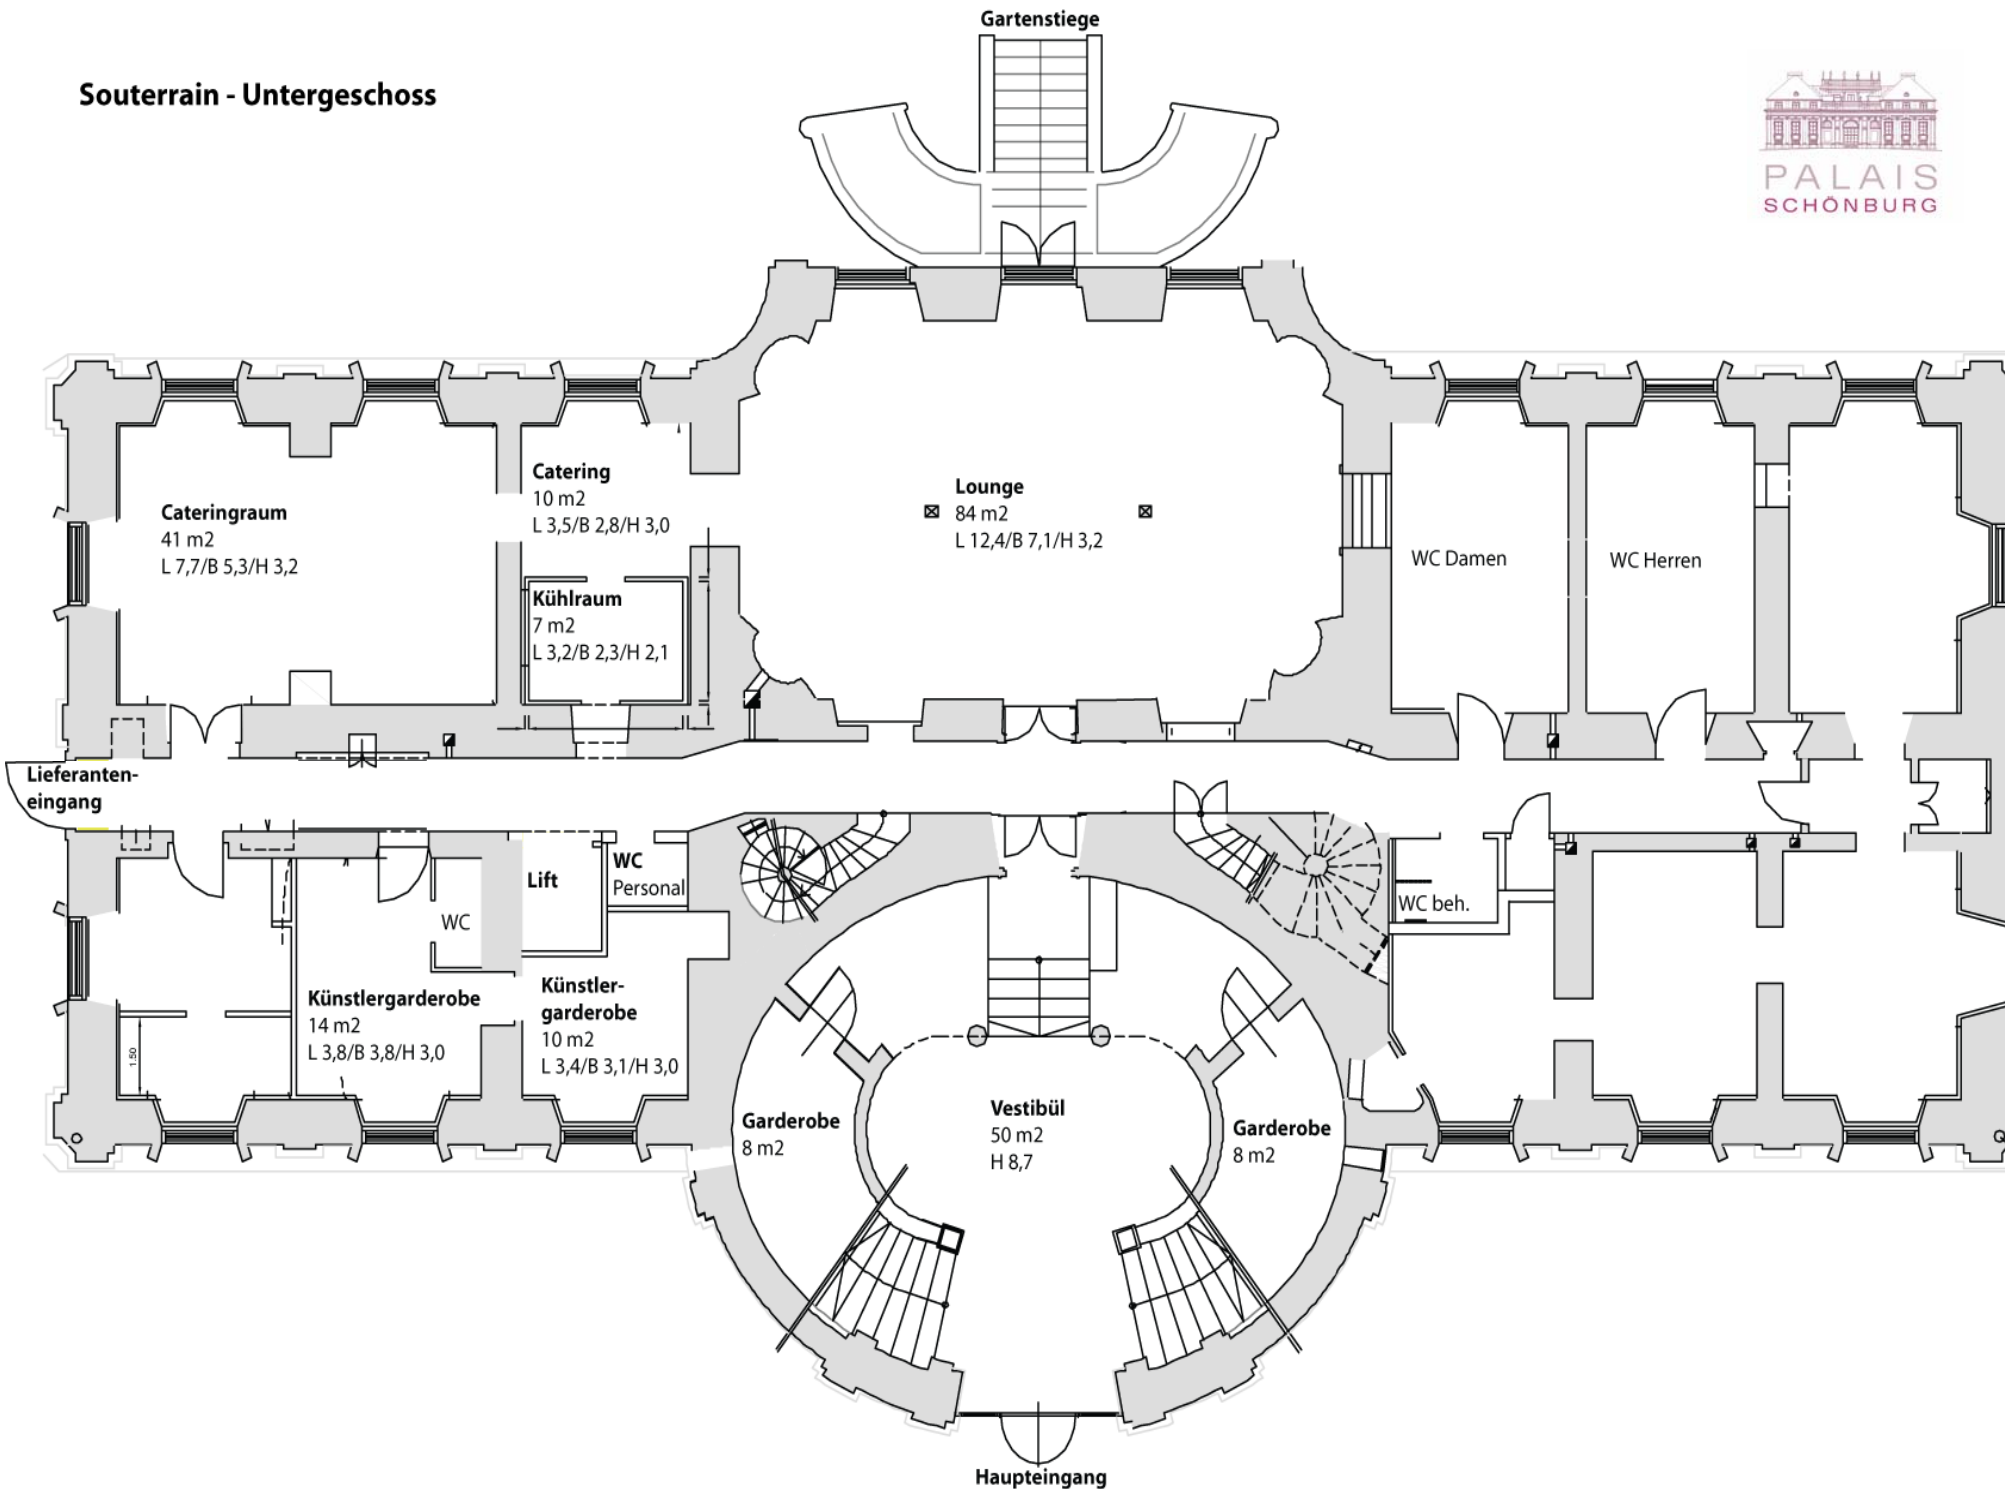 Gartenstiege
Souterrain - Untergeschoss
PALAIS
SCHÖNBURG
Catering
10 m2
L 3,5/B 2,8/H 3,0
Lounge
84 m2
L 12,4/B 7,1/H 3,2
Cateringraum
41 m2
L 7,7/B 5,3/H 3,2
WC Damen
WC Herren
Kühlraum
7 m2
L 3,2/B 2,3/H 2,1
Lieferanten-
eingang
WC
Personal
Lift
WC
WC beh.
Künstlergarderobe
14 m2
L 3,8/B 3,8/H 3,0
Künstler-
garderobe
10 m2
L 3,4/B 3,1/H 3,0
1.50
Garderobe
8 m2
Vestibül
50 m2
H 8,7
Garderobe
8 m2
Haupteingang